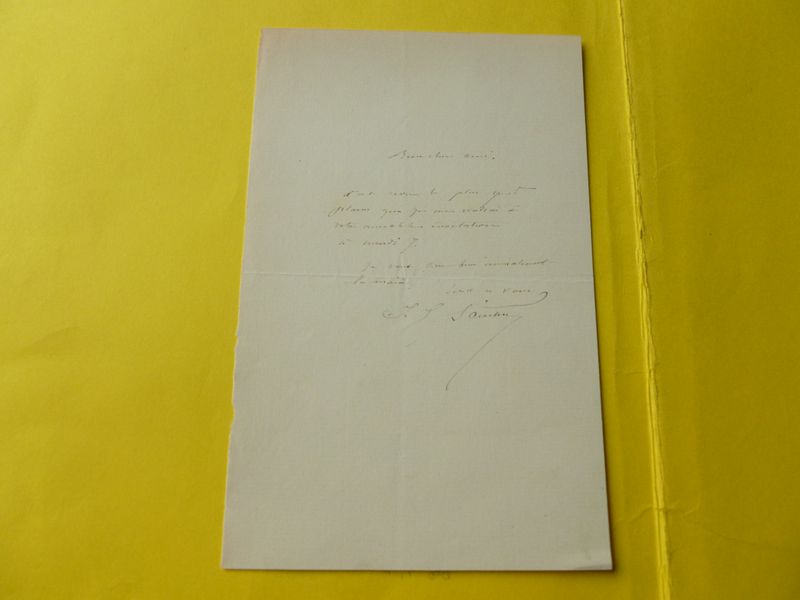 Bien cher ami,
C'est avec le plus grand
plaisir que je me rendrai à
votre aimable invitation
à mardi 7.
Je vous serre bien cordialement
la main. Tout à vous